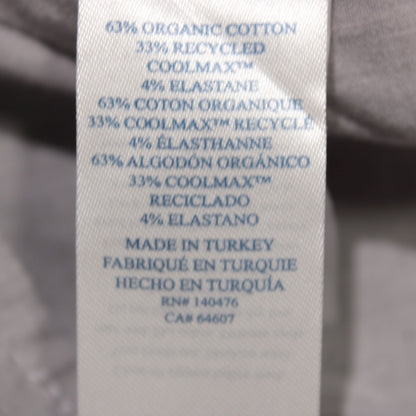 63% ORGANIC COTTON
33% RECYCLED
COOLMAX™
4% ELASTANE
63% COTON ORGANIQUE
33% COOLMAX™ RECYCLÉ
4% ÉLASTHANNE
63% ALGODÓN ORGÁNICO
33% COOLMAX™
RECICLADO
4% ELASTANO
MADE IN TURKEY
FABRIQUÉ EN TURQUIE
HECHO EN TURQUÍA
RN# 140476
CA# 64607